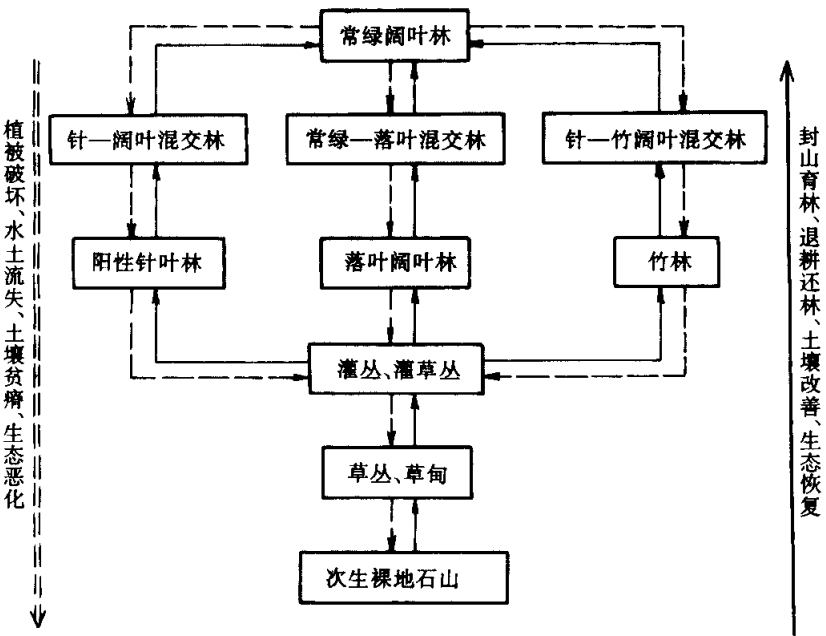 常绿阔叶林
针—阔叶混交林
常绿—落叶混交林
针—竹阔叶混交林
阳性针叶林
落叶阔叶林
竹林
灌丛、灌草丛
草丛、草甸
次生裸地石山
植被破坏、水土流失、土壤贫瘠、生态恶化
封山育林、退耕还林、土壤改善、生态恢复